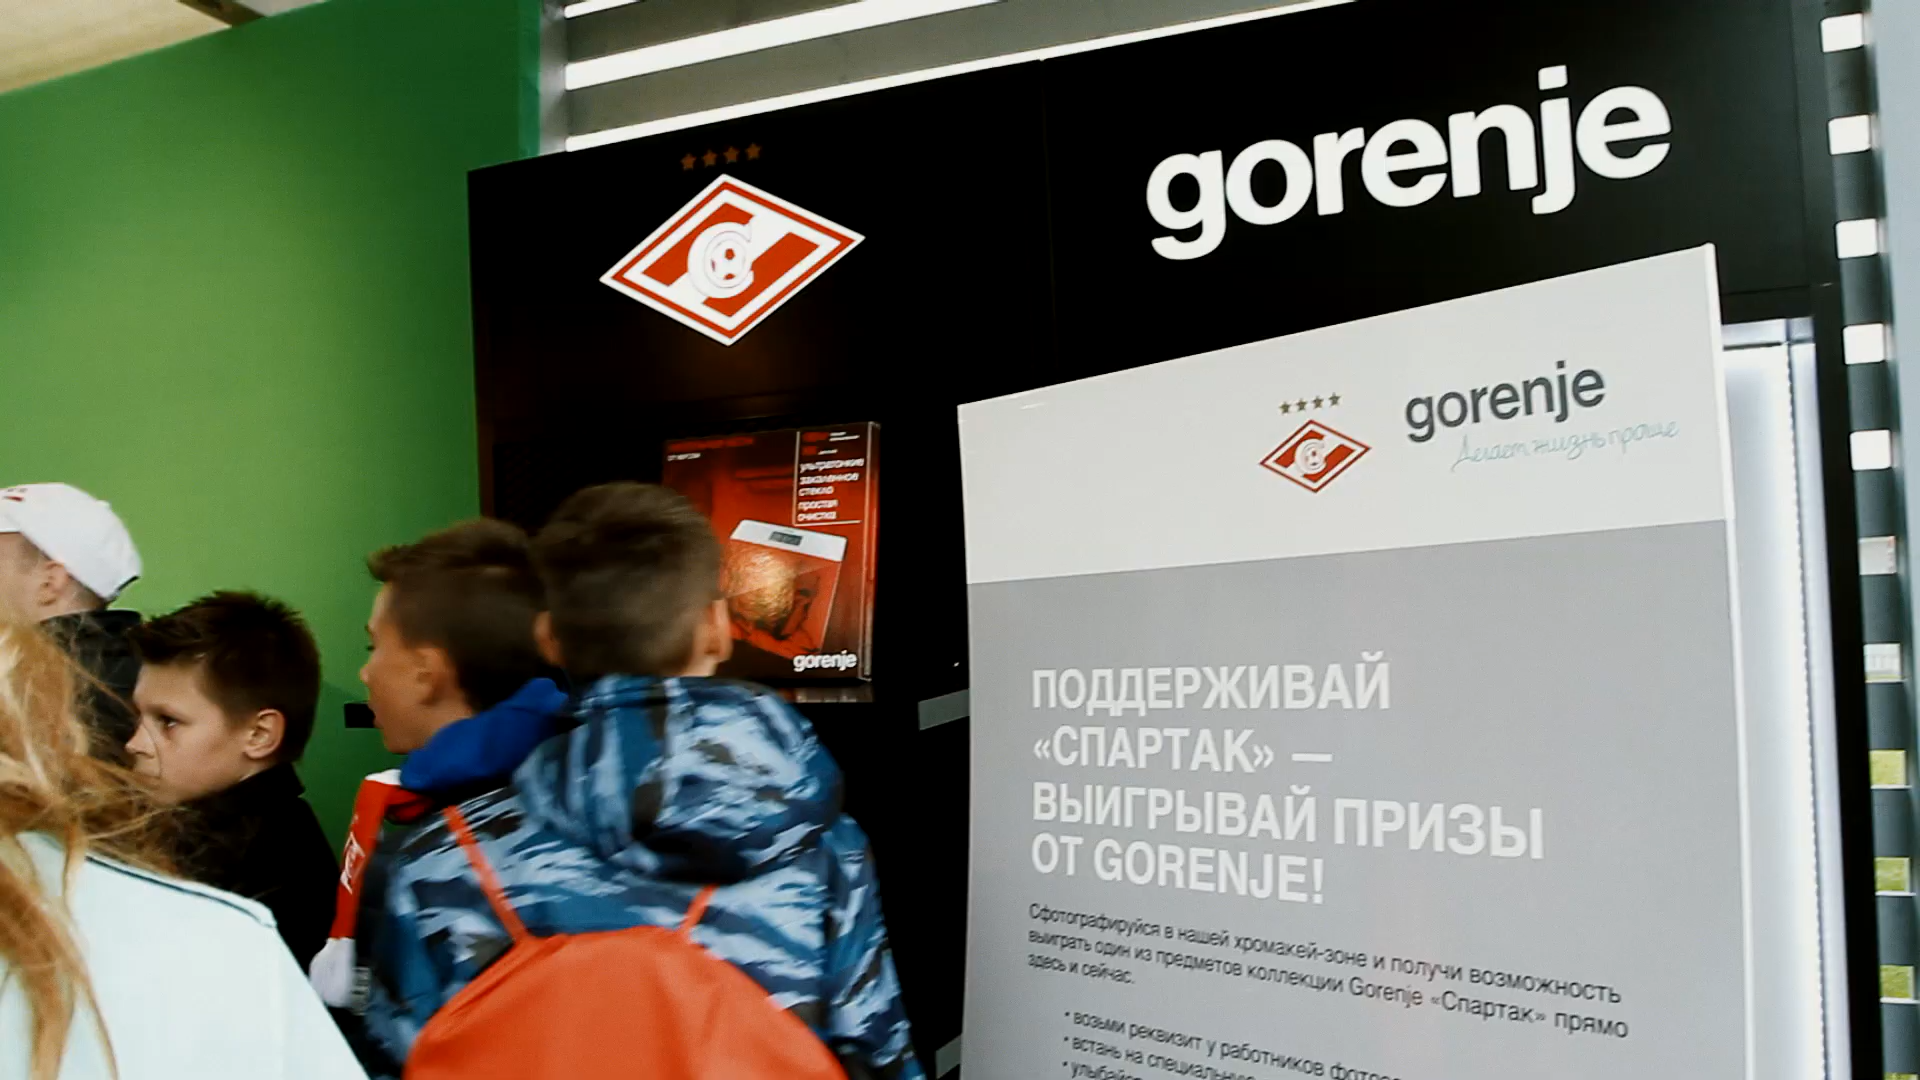 gorenje
gorenje
Делает жизнь проще
ультратонкие
закаленное
стекло
простая
очистка
gorenje
ПОДДЕРЖИВАЙ
«СПАРТАК» —
ВЫИГРЫВАЙ ПРИЗЫ
ОТ GORENJE!
Сфотографируйся в нашей хромакей-зоне и получи возможность
выиграть один из предметов коллекции Gorenje «Спартак» прямо
здесь и сейчас.
• возьми реквизит у работников
• встань на специальную